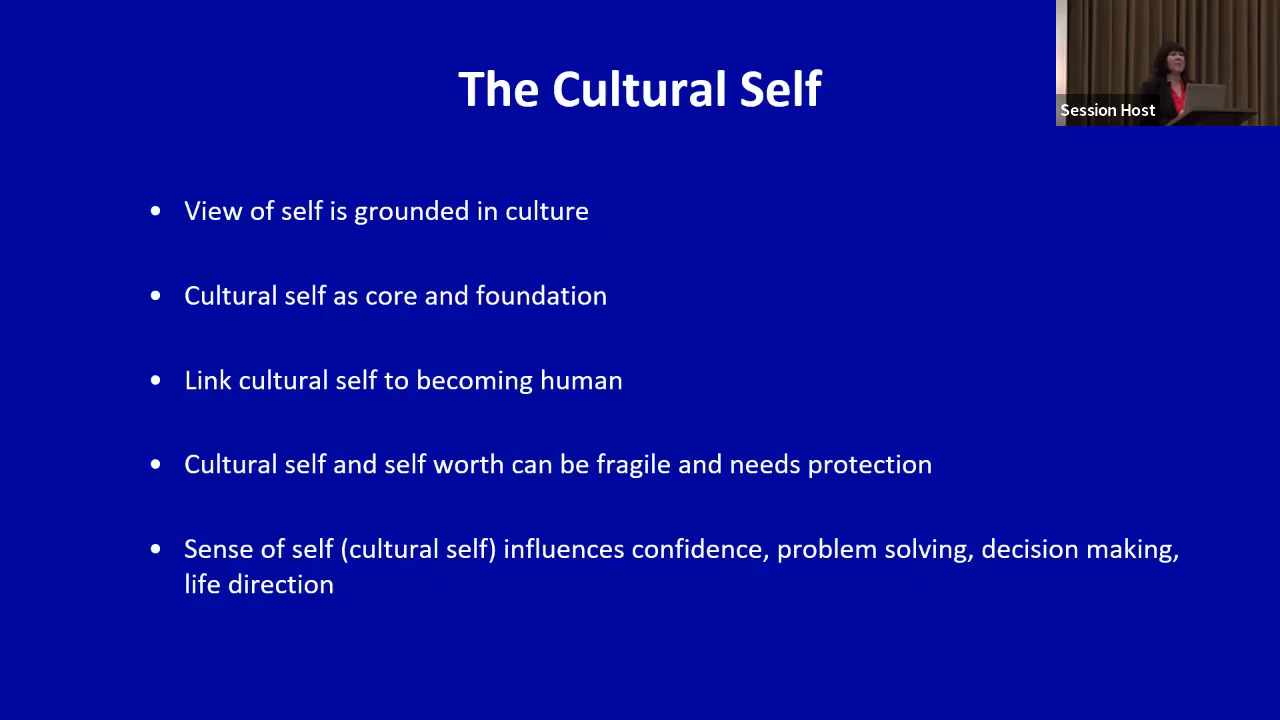 The Cultural Self
Session Host
• View of self is grounded in culture
• Cultural self as core and foundation
• Link cultural self to becoming human
• Cultural self and self worth can be fragile and needs protection
• Sense of self (cultural self) influences confidence, problem solving, decision making,
life direction